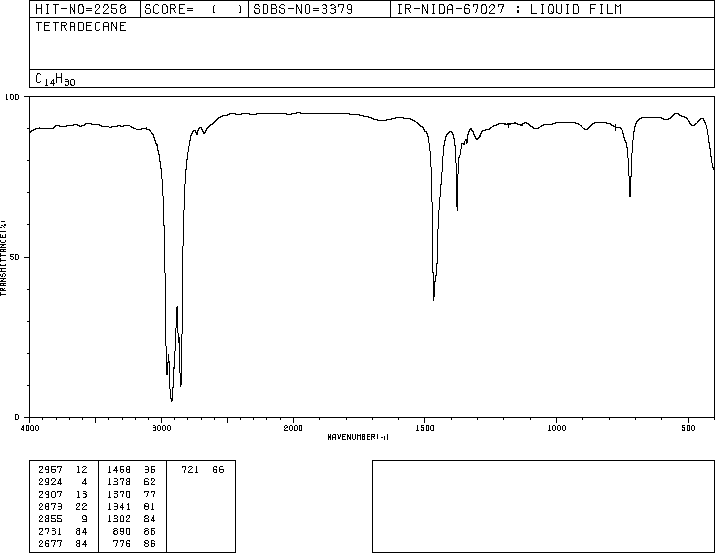 HIT-NO=2258 SCORE= ( ) SDBS-NO=3379 IR-NIDA-67027 : LIQUID FILM
TETRADECANE
C14H30
100
50
0
TRANSMITTANCE(%)
4000 3000 2000 1500 1000 500
WAVENUMBER(-1)
2957 12 1468 36 721 66
2924 4 1378 62
2907 13 1370 77
2873 22 1341 81
2855 9 1302 84
2731 84 890 86
2677 84 776 86